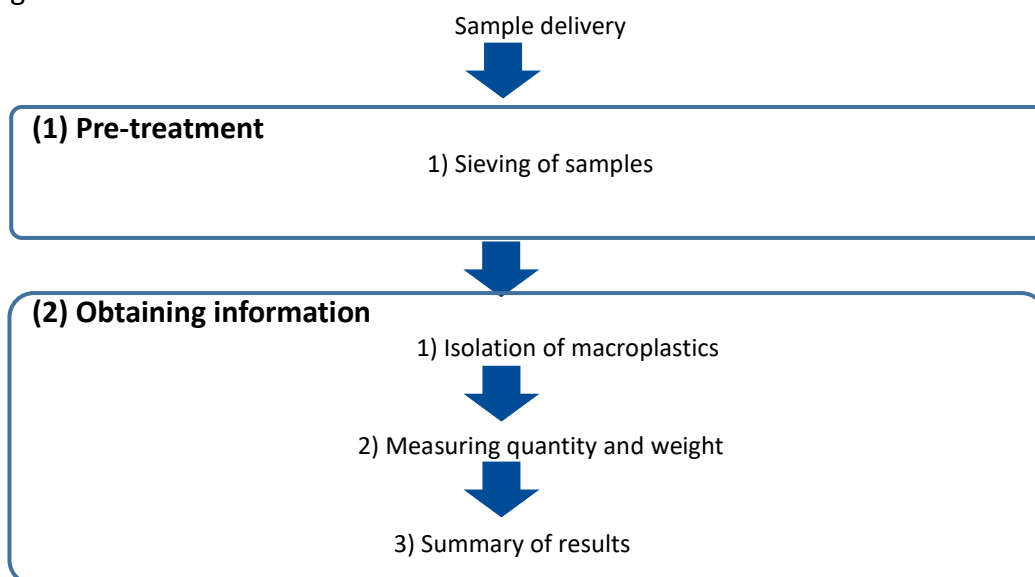 g
Sample delivery
(1) Pre-treatment
1) Sieving of samples
(2) Obtaining information
1) Isolation of macroplastics
2) Measuring quantity and weight
3) Summary of results